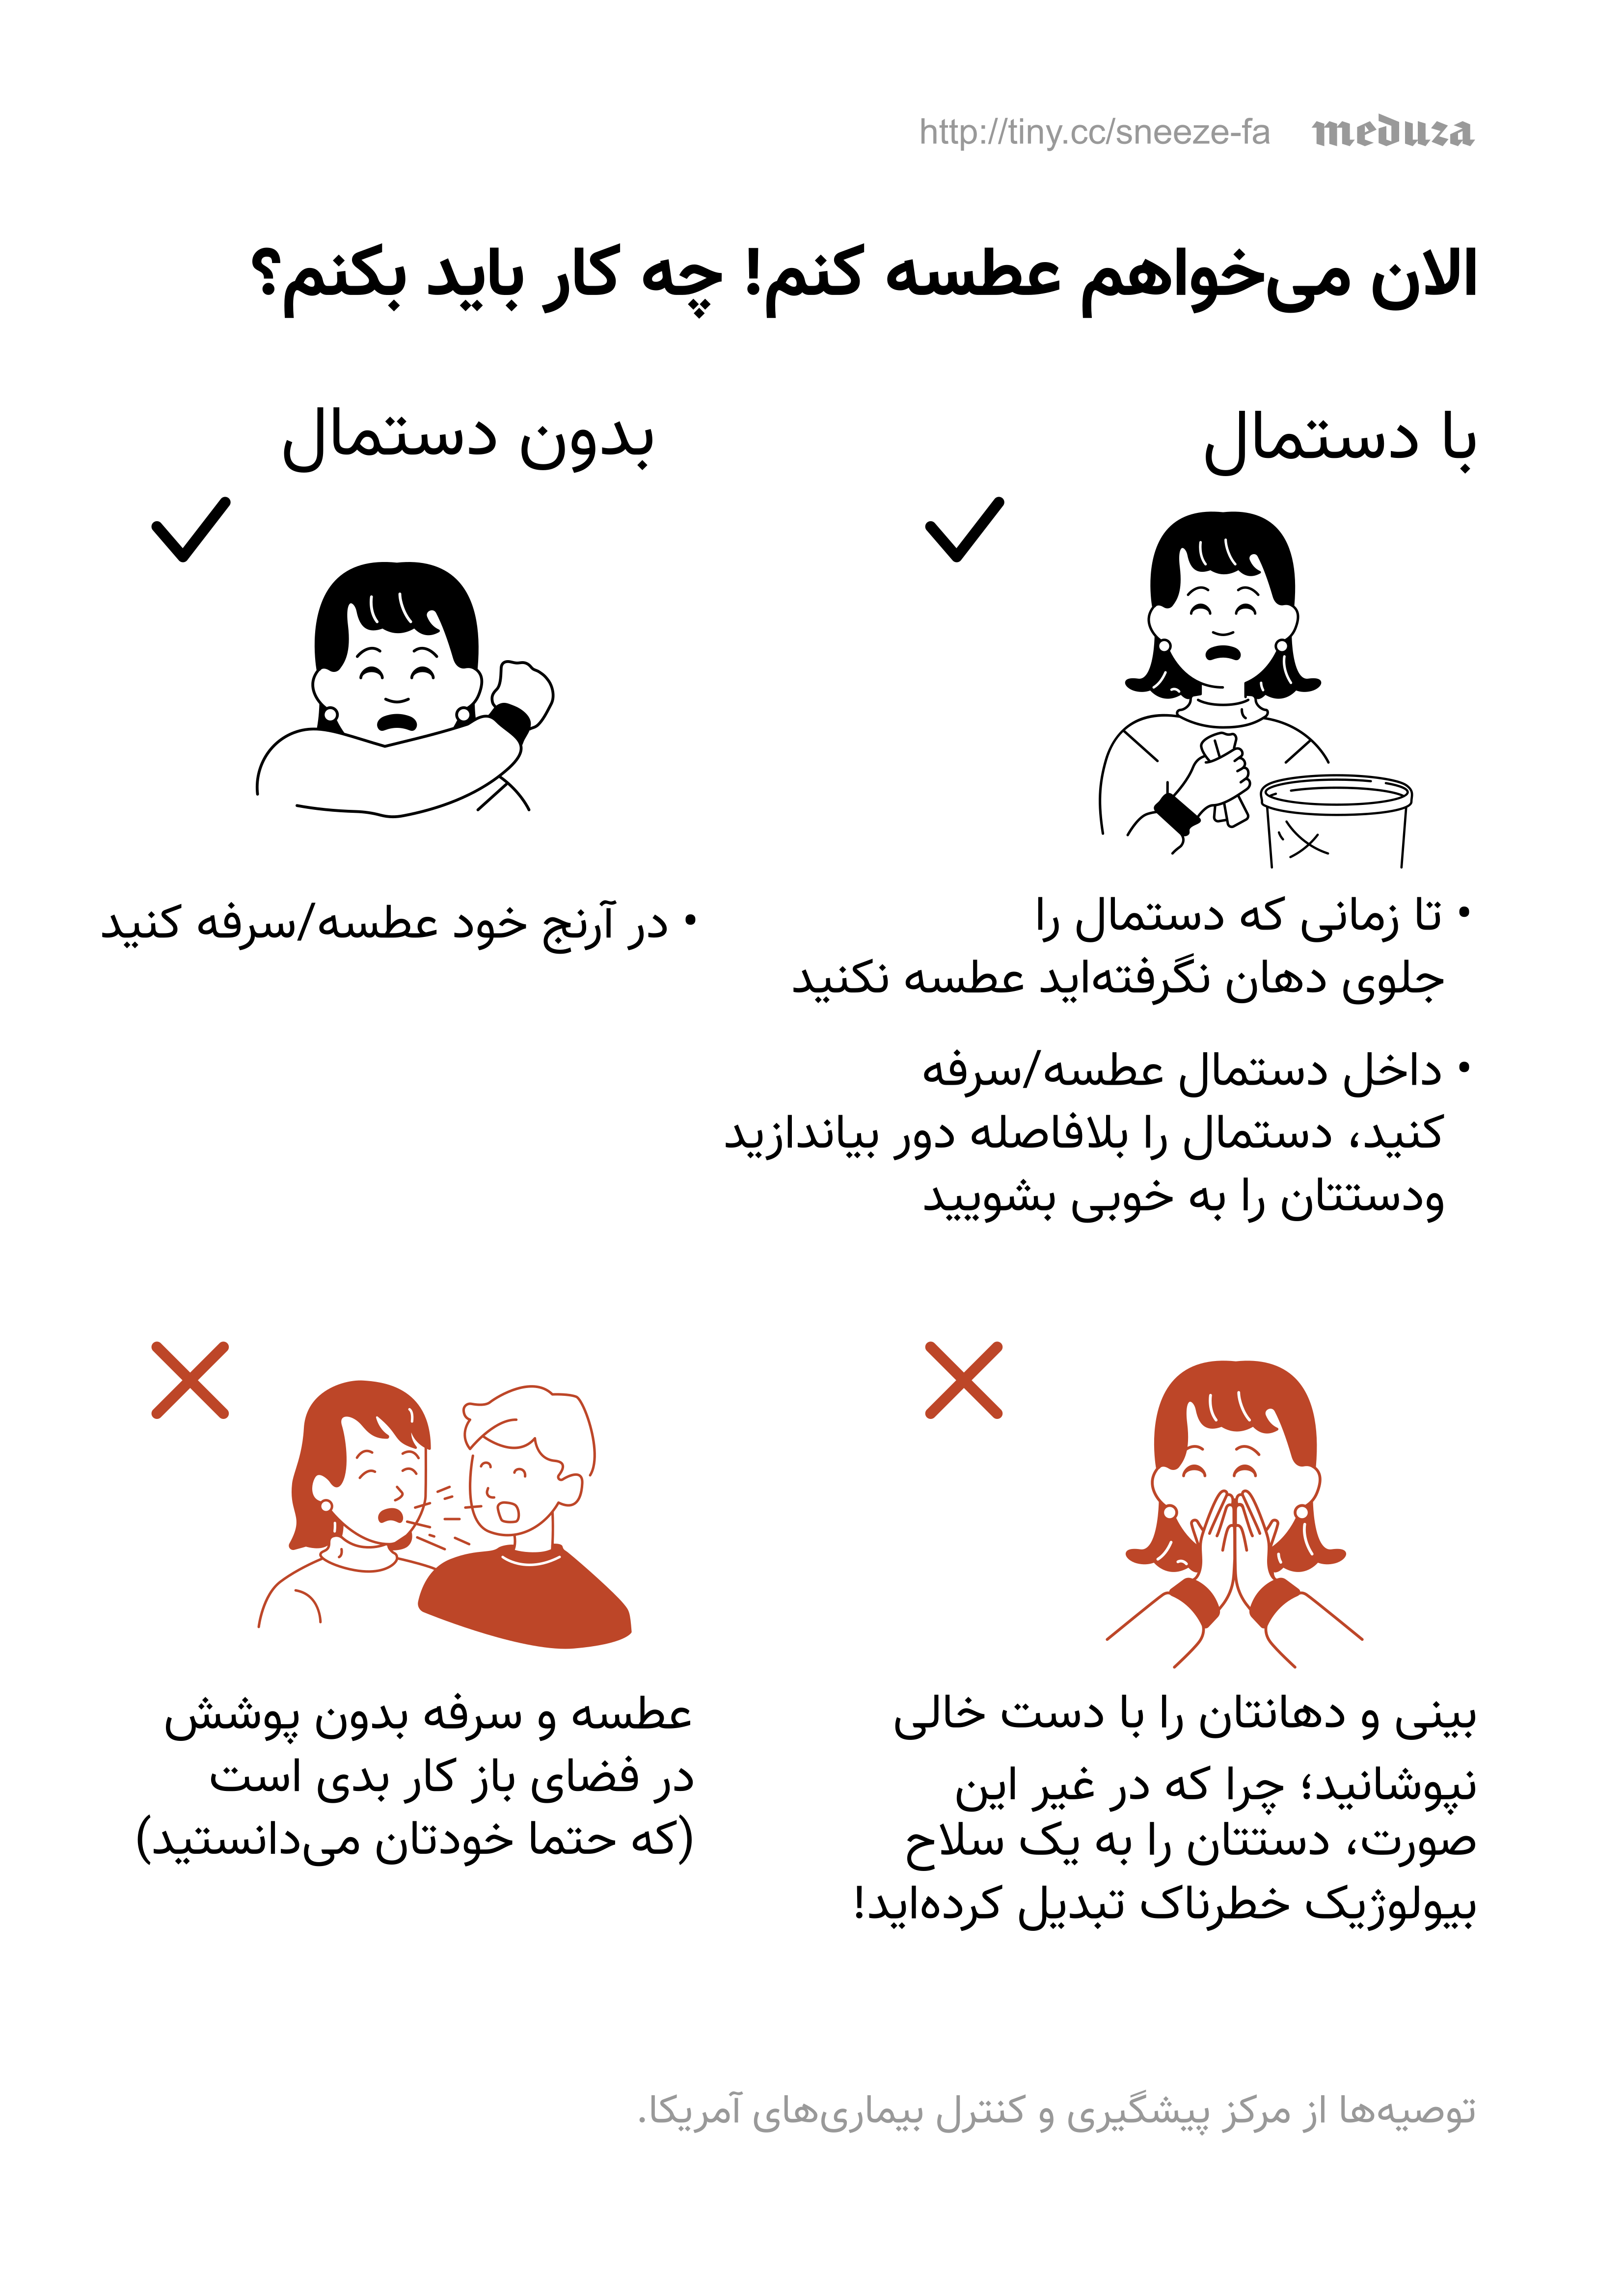 http://tiny.cc/sneeze-fa meduza
الان می‌خواهم عطسه کنم! چه کار باید بکنم؟
با دستمال
• تا زمانی که دستمال را
جلوی دهان نگرفته‌اید عطسه نکنید
• داخل دستمال عطسه/سرفه
کنید، دستمال را بلافاصله دور بیاندازید
ودستتان را به خوبی بشویید
بدون دستمال
• در آرنج خود عطسه/سرفه کنید
بینی و دهانتان را با دست خالی
نپوشانید؛ چرا که در غیر این
صورت، دستتان را به یک سلاح
بیولوژیک خطرناک تبدیل کرده‌اید!
عطسه و سرفه بدون پوشش
در فضای باز کار بدی است
(که حتما خودتان می‌دانستید)
توصیه‌ها از مرکز پیشگیری و کنترل بیماری‌های آمریکا.